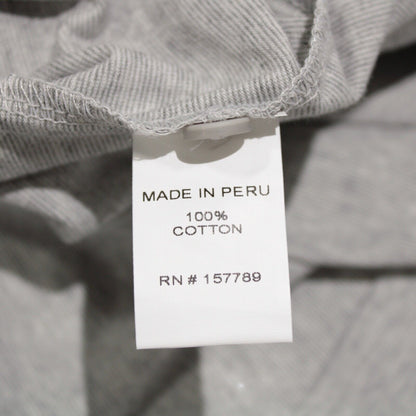 MADE IN PERU
100%
COTTON
RN # 157789